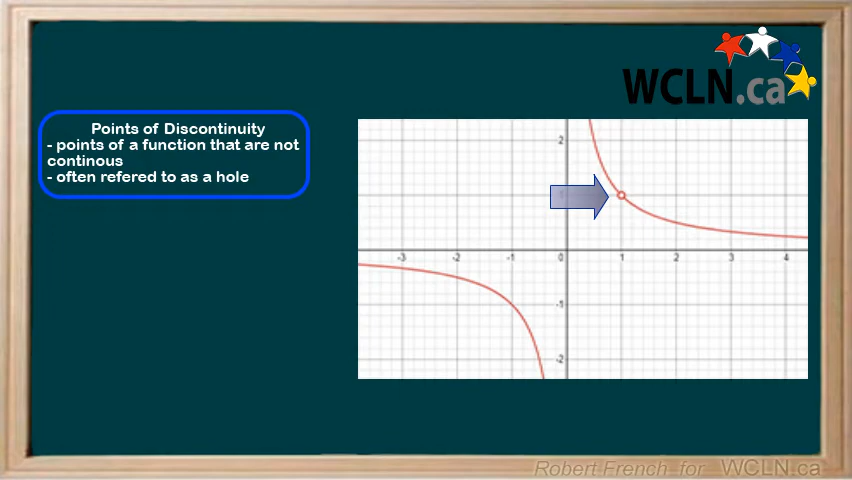 WCLN.ca
Points of Discontinuity
- points of a function that are not
continous
- often refered to as a hole
2
-3 -2 -1 0 1 2 3 4
-1
-2
Robert French for WCLN.ca